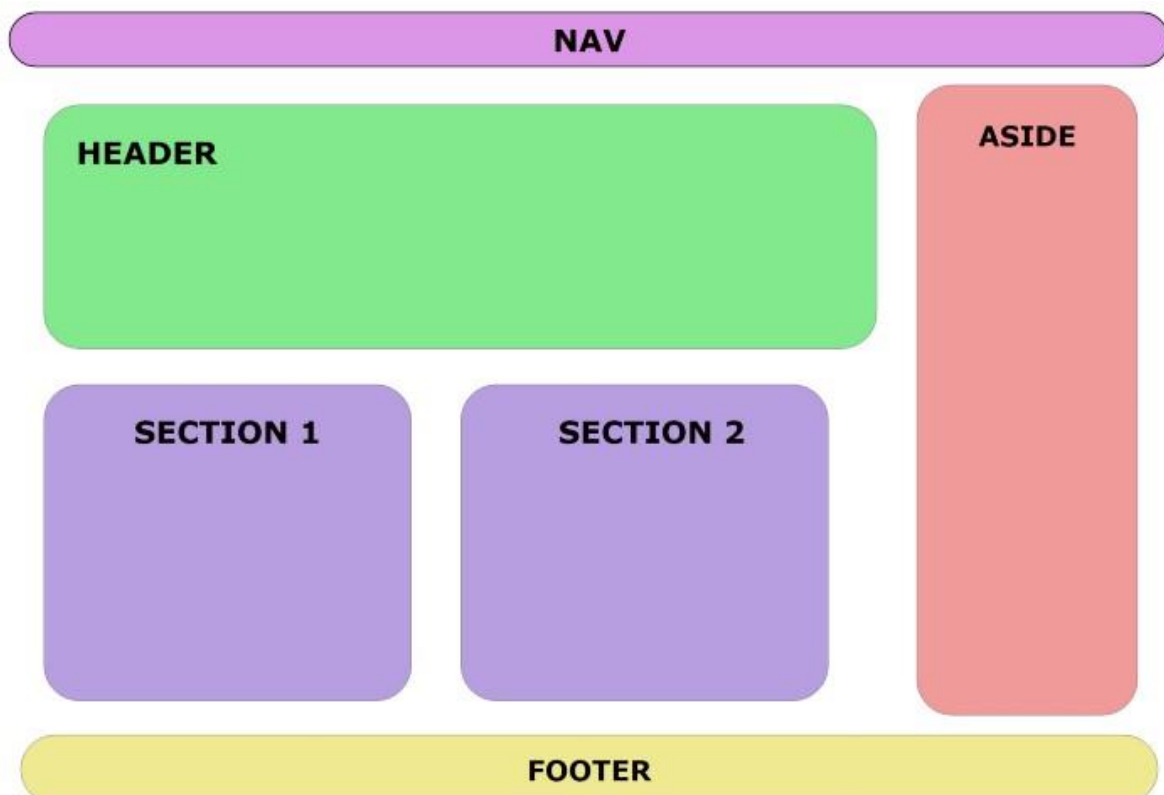 NAV
HEADER
ASIDE
SECTION 1
SECTION 2
FOOTER